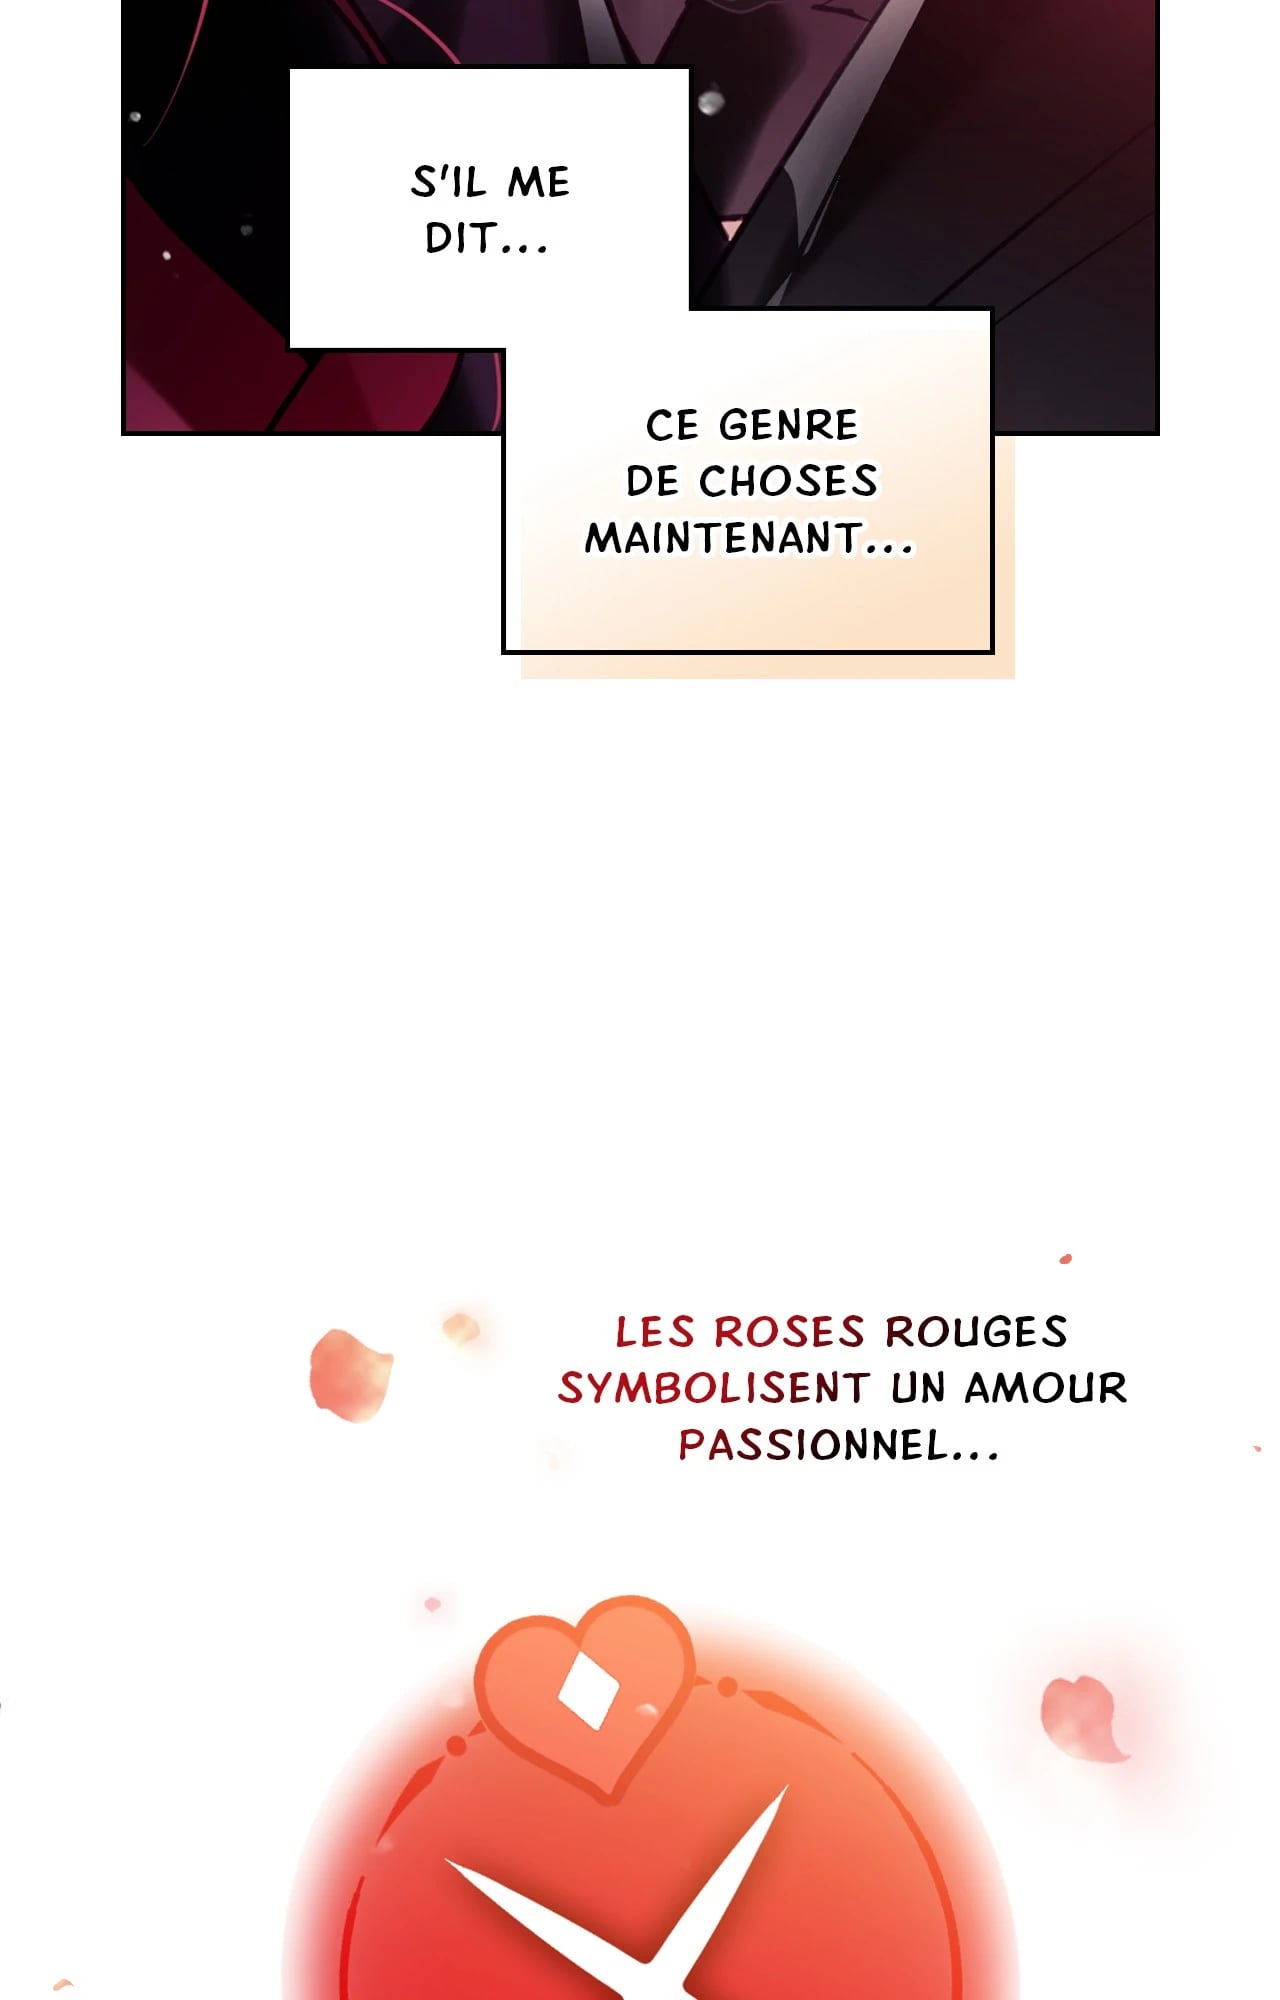 S'IL ME
DIT...
CE GENRE
DE CHOSES
MAINTENANT...
LES ROSES ROUGES
SYMBOLISENT UN AMOUR
PASSIONNEL...